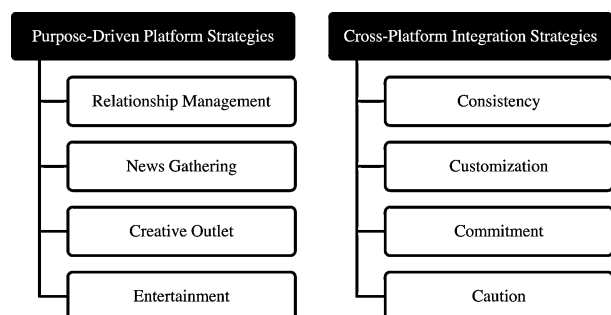 Purpose-Driven Platform Strategies
Relationship Management
News Gathering
Creative Outlet
Entertainment
Cross-Platform Integration Strategies
Consistency
Customization
Commitment
Caution